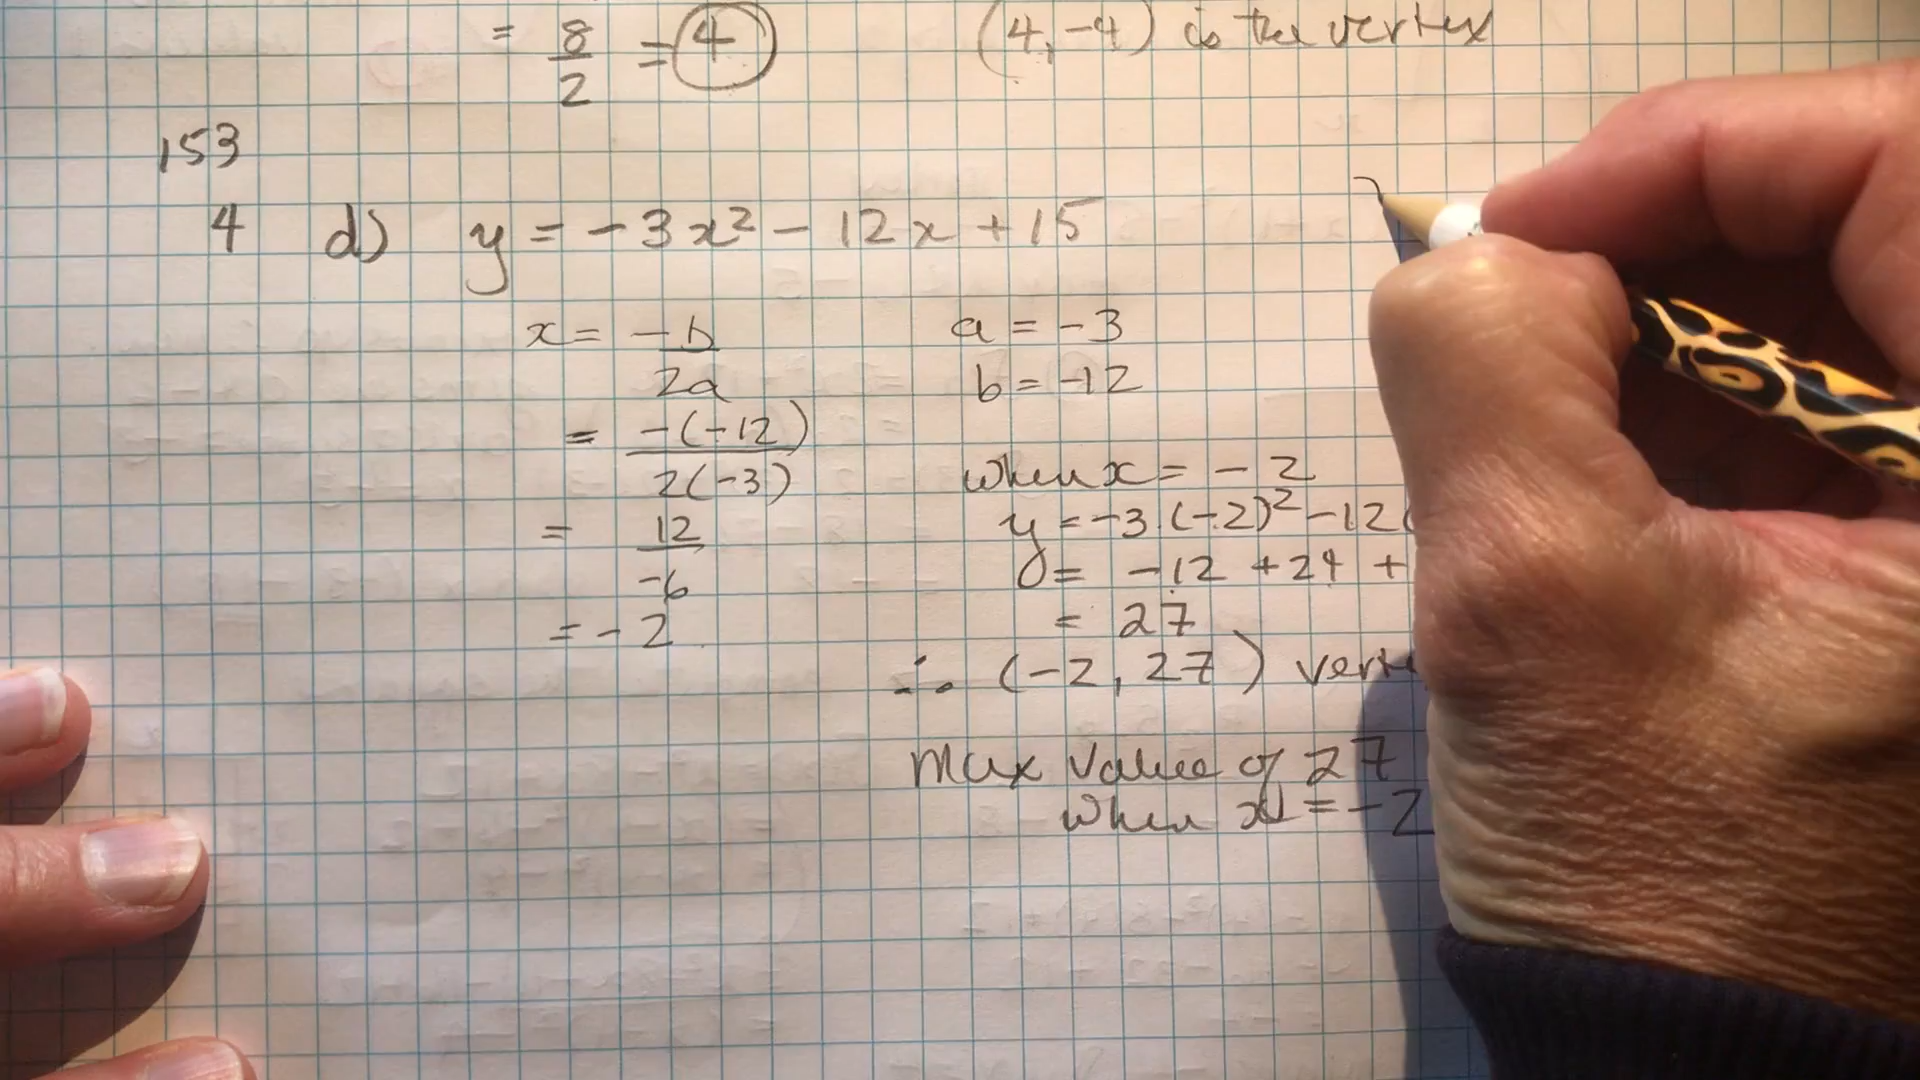 = 8/2 = 4
(4, -4) is the vertex
153
4 d) y = -3x² - 12x + 15
x = -b/2a
= -(-12)/2(-3)
= 12/-6
= -2
a = -3
b = -12
when x = -2
y = -3(-2)² -12(
y = -12 + 24 +
= 27
∴ (-2, 27)
Max value of 27
when x = -2